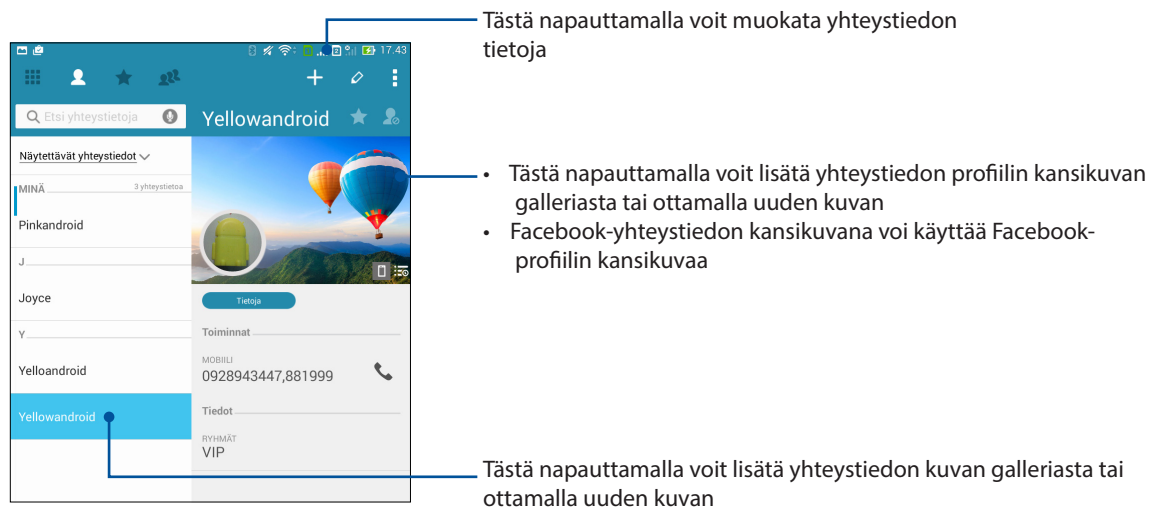 Tästä napauttamalla voit muokata yhteystiedon
tietoja
17.43
Etsi yhteystietoja
Yellowandroid
Näytettävät yhteystiedot
MINÄ
3 yhteystietoa
Pinkandroid
J
Joyce
Y
Yelloandroid
Yellowandroid
Tietoja
Toiminnat
MOBIILI
0928943447,881999
Tiedot
RYHMÄT
VIP
• Tästä napauttamalla voit lisätä yhteystiedon profiilin kansikuvan
galleriasta tai ottamalla uuden kuvan
• Facebook-yhteystiedon kansikuvana voi käyttää Facebook-
profiilin kansikuvaa
Tästä napauttamalla voit lisätä yhteystiedon kuvan galleriasta tai
ottamalla uuden kuvan